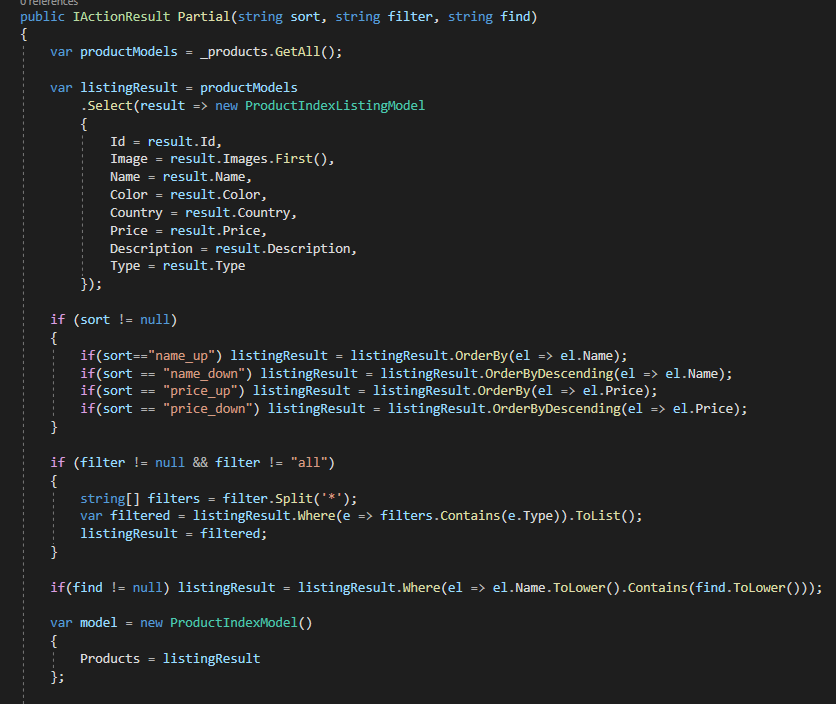 0 references
public IActionResult Partial(string sort, string filter, string find)
{
    var productModels = _products.GetAll();

    var listingResult = productModels
        .Select(result => new ProductIndexListingModel
        {
            Id = result.Id,
            Image = result.Images.First(),
            Name = result.Name,
            Color = result.Color,
            Country = result.Country,
            Price = result.Price,
            Description = result.Description,
            Type = result.Type
        });

    if (sort != null)
    {
        if(sort=="name_up") listingResult = listingResult.OrderBy(el => el.Name);
        if(sort == "name_down") listingResult = listingResult.OrderByDescending(el => el.Name);
        if(sort == "price_up") listingResult = listingResult.OrderBy(el => el.Price);
        if(sort == "price_down") listingResult = listingResult.OrderByDescending(el => el.Price);
    }

    if (filter != null && filter != "all")
    {
        string[] filters = filter.Split('*');
        var filtered = listingResult.Where(e => filters.Contains(e.Type)).ToList();
        listingResult = filtered;
    }

    if(find != null) listingResult = listingResult.Where(el => el.Name.ToLower().Contains(find.ToLower()));

    var model = new ProductIndexModel()
    {
        Products = listingResult
    };